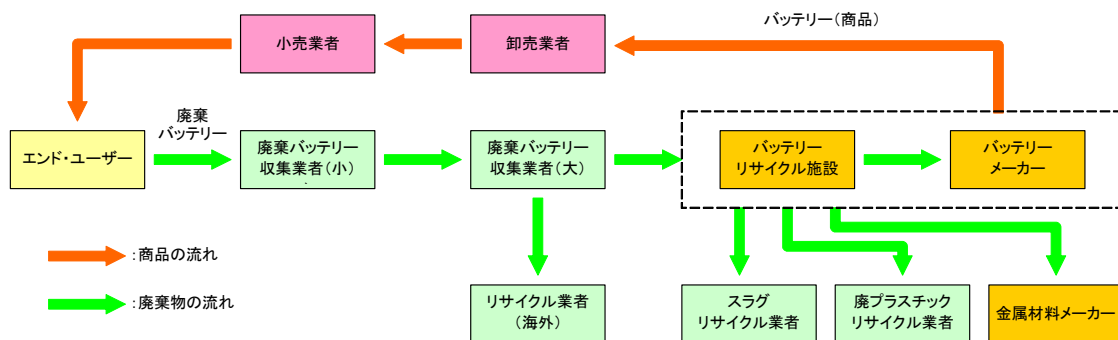 バッテリー(商品)
小売業者
卸売業者
廃棄
バッテリー
エンド・ユーザー
廃棄バッテリー
収集業者(小)
廃棄バッテリー
収集業者(大)
バッテリー
リサイクル施設
バッテリー
メーカー
:商品の流れ
:廃棄物の流れ
リサイクル業者
(海外)
スラグ
リサイクル業者
廃プラスチック
リサイクル業者
金属材料メーカー